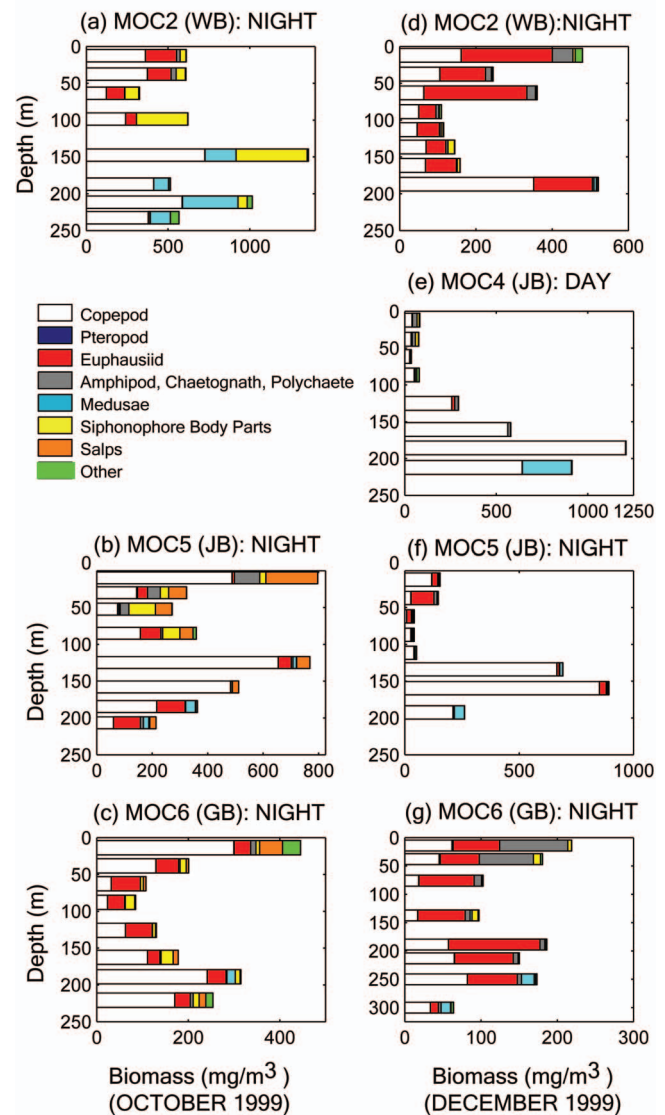 (a) MOC2 (WB): NIGHT
0
50
100
150
200
250
Depth (m)
0 500 1000
(d) MOC2 (WB):NIGHT
0
50
100
150
200
250
0 200 400 600
Copepod
Pteropod
Euphausiid
Amphipod, Chaetognath, Polychaete
Medusae
Siphonophore Body Parts
Salps
Other
(e) MOC4 (JB): DAY
0
50
100
150
200
250
0 500 1000 1250
(b) MOC5 (JB): NIGHT
0
50
100
150
200
250
Depth (m)
0 200 400 600 800
(f) MOC5 (JB): NIGHT
0
50
100
150
200
250
0 500 1000
(c) MOC6 (GB): NIGHT
0
50
100
150
200
250
Depth (m)
0 200 400
Biomass (mg/m3)
(OCTOBER 1999)
(g) MOC6 (GB): NIGHT
0
50
100
150
200
250
300
0 100 200 300
Biomass (mg/m3)
(DECEMBER 1999)